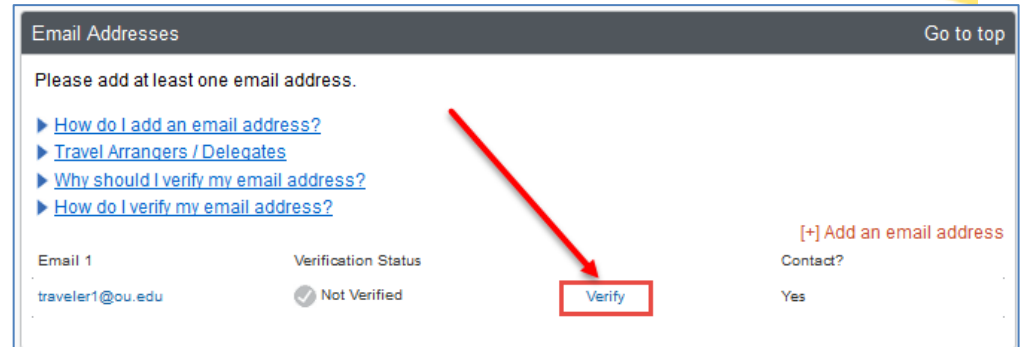 Email Addresses Go to top
Please add at least one email address.
How do I add an email address?
Travel Arrangers / Delegates
Why should I verify my email address?
How do I verify my email address?
[+] Add an email address
Email 1 Verification Status Contact?
traveler1@ou.edu Not Verified Verify Yes